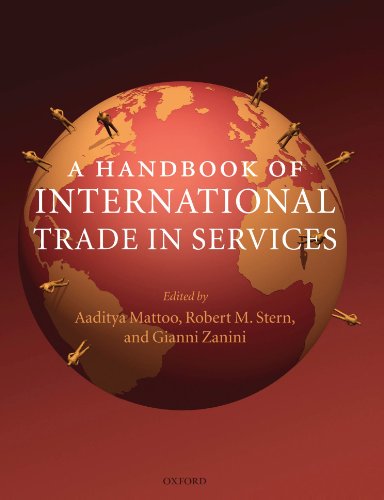 A HANDBOOK OF
INTERNATIONAL
TRADE IN SERVICES
Edited by
Aaditya Mattoo, Robert M. Stern,
and Gianni Zanini
OXFORD